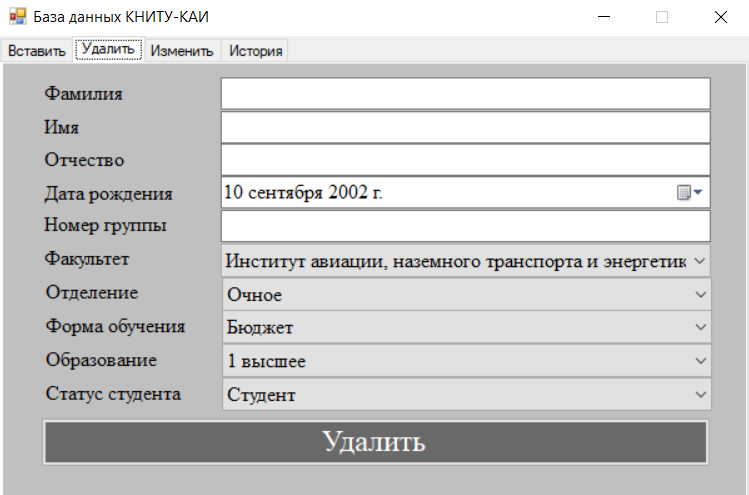 База данных КНИТУ-КАИ
Вставить Удалить Изменить История
Фамилия
Имя
Отчество
Дата рождения 10 сентября 2002 г.
Номер группы
Факультет Институт авиации, наземного транспорта и энергетик
Отделение Очное
Форма обучения Бюджет
Образование 1 высшее
Статус студента Студент
Удалить